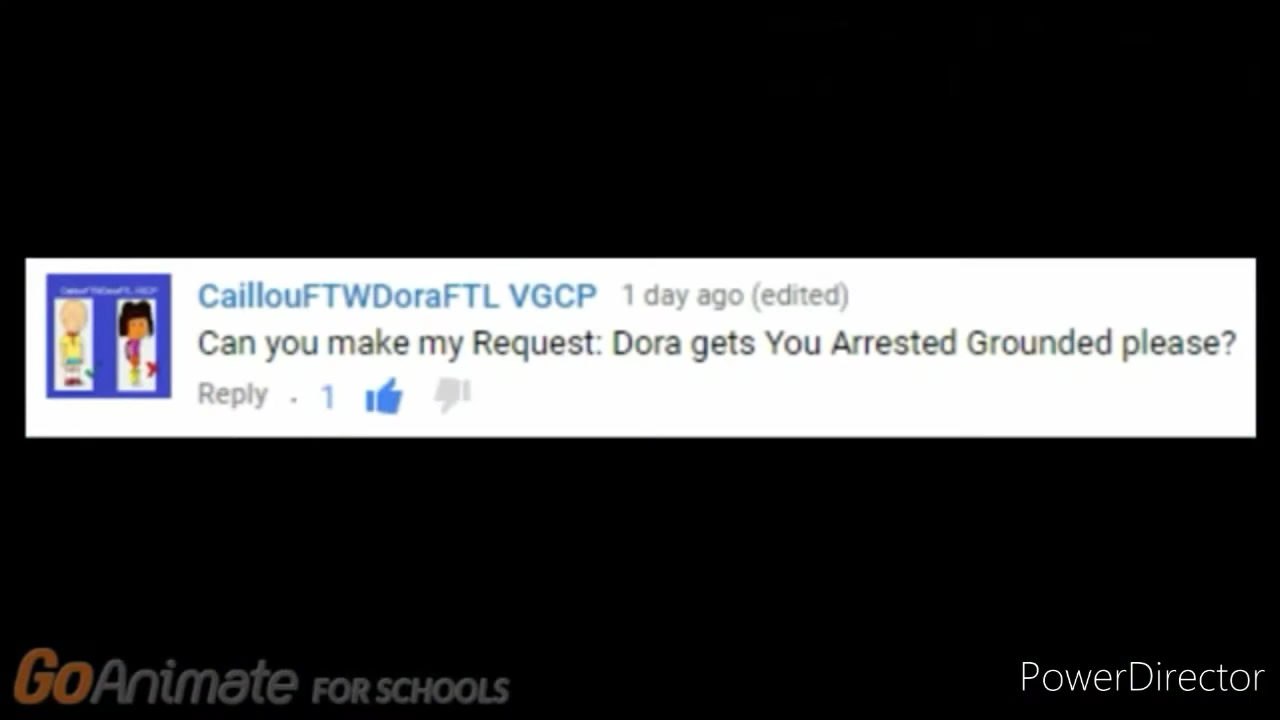 CaillouFTWDoraFTL VGCP 1 day ago (edited)
Can you make my Request: Dora gets You Arrested Grounded please?
Reply . 1
GoAnimate FOR SCHOOLS
PowerDirector